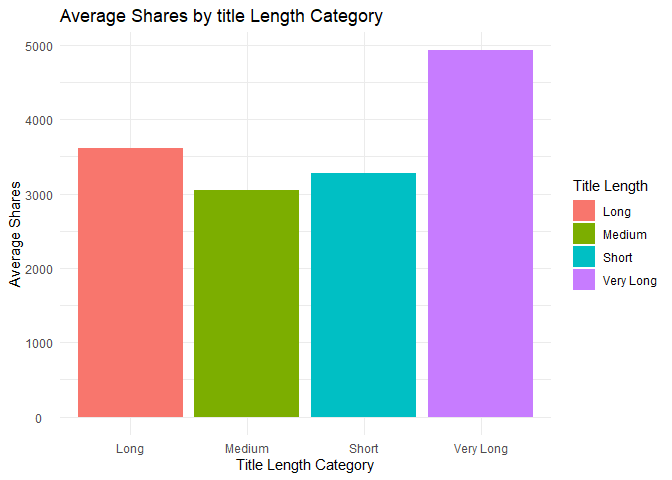 Average Shares by title Length Category
Average Shares
5000
4000
3000
2000
1000
0
Long
Medium
Short
Very Long
Title Length Category
Title Length
Long
Medium
Short
Very Long